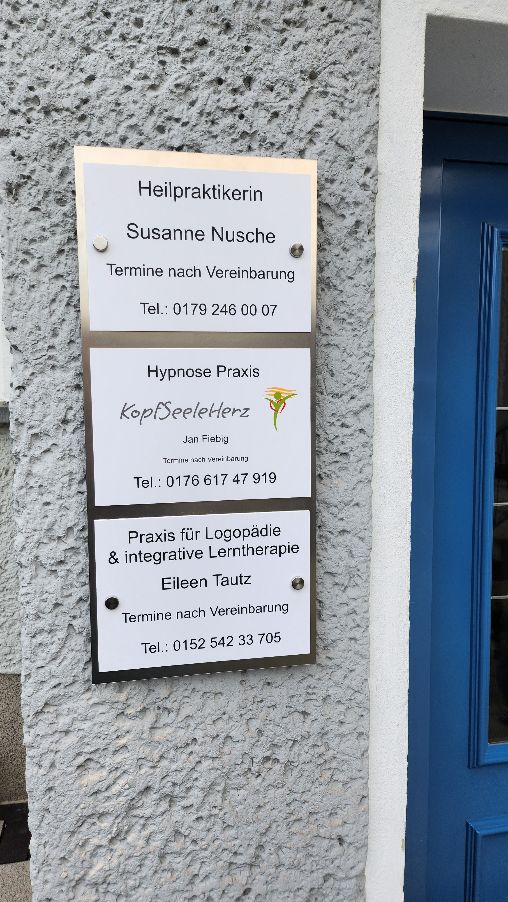 Heilpraktikerin
Susanne Nusche
Termine nach Vereinbarung
Tel.: 0179 246 00 07
Hypnose Praxis
KopfSeeleHerz
Jan Fiebig
Termine nach Vereinbarung
Tel.: 0176 617 47 919
Praxis für Logopädie
& integrative Lerntherapie
Eileen Tautz
Termine nach Vereinbarung
Tel.: 0152 542 33 705